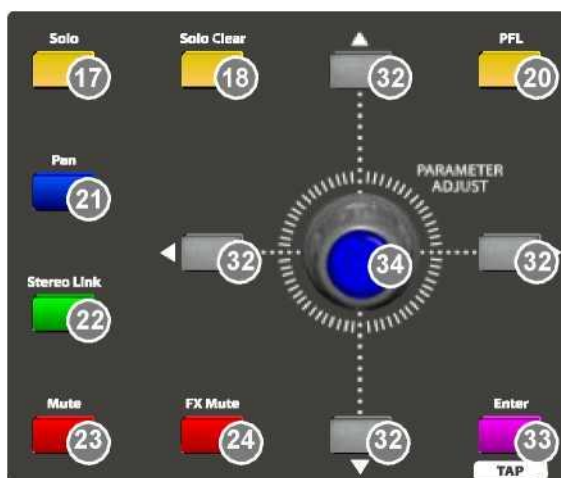 Solo
Solo Clear
PFL
17
18
32
20
Pan
PARAMETER
ADJUST
21
32
34
32
Stereo Link
22
Mute
FX Mute
Enter
23
24
32
33
TAP